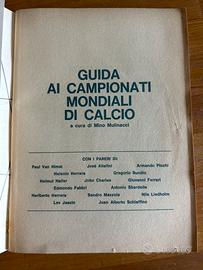 GUIDA
AI CAMPIONATI
MONDIALI
DI CALCIO
a cura di Mino Mulinacci
CON I PARERI DI:
Paul Van Himst José Altafini Armando Picchi
Helenio Herrera Gregorio Bundio
Helmut Haller John Charles Giovanni Ferrari
Edmondo Fabbri Antonio Sbardella
Heriberto Herrera Sandro Mazzola Nils Liedholm
Lev Jascin Juan Alberto Schiaffino